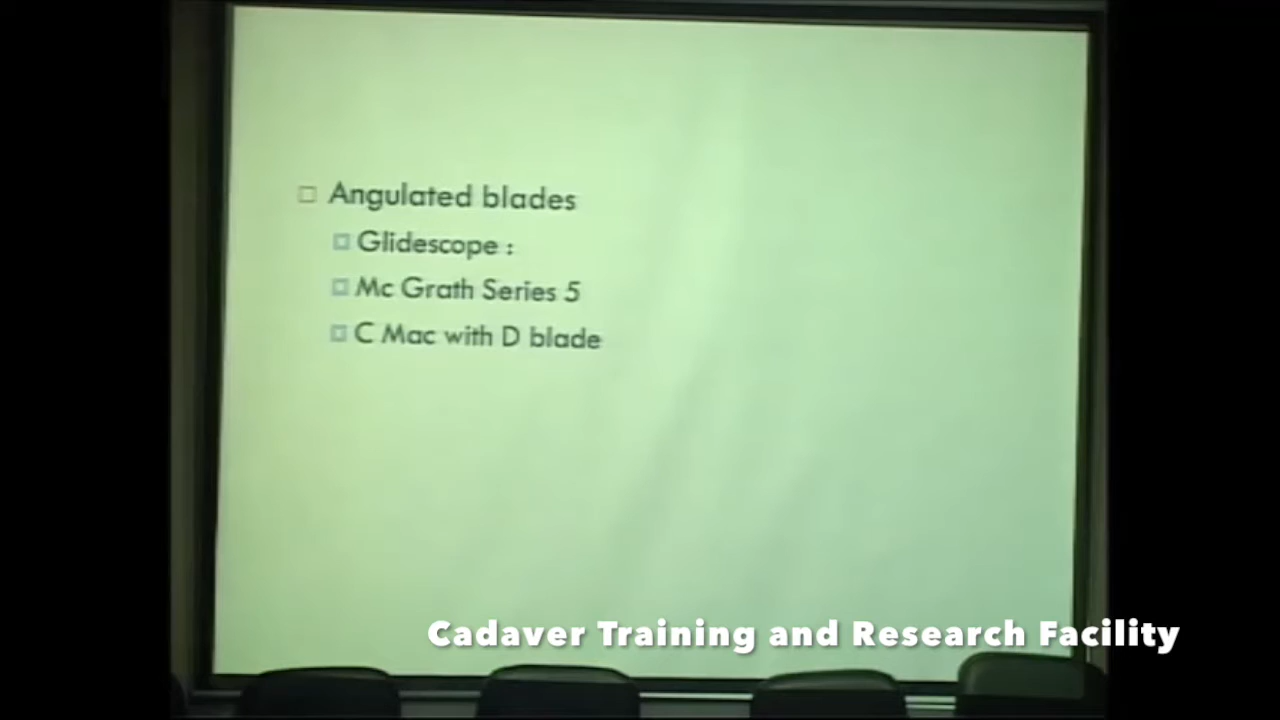 Angulated blades
Glidescope :
Mc Grath Series 5
C Mac with D blade
Cadaver Training and Research Facility